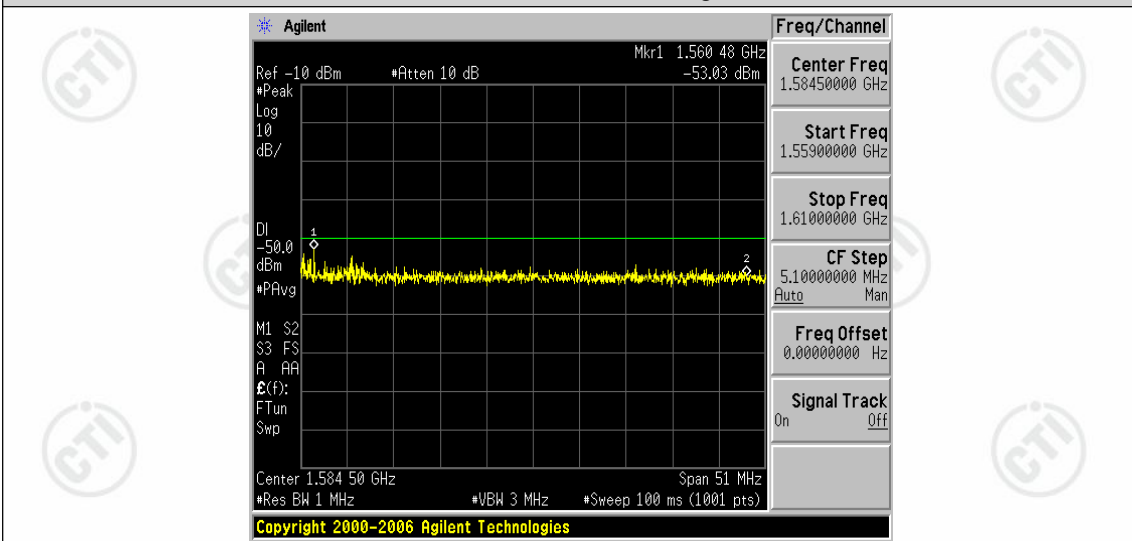 Agilent
Freq/Channel
Mkr1 1.560 48 GHz
Ref -10 dBm #Atten 10 dB -53.03 dBm
#Peak
Log
10
dB/
DI
-50.0
dBm
#PAvg
M1 S2
S3 FS
A AA
£(f):
FTun
Swp
1
2
Center 1.584 50 GHz Span 51 MHz
#Res BW 1 MHz #VBW 3 MHz #Sweep 100 ms (1001 pts)
Copyright 2000-2006 Agilent Technologies
Center Freq
1.58450000 GHz
Start Freq
1.55900000 GHz
Stop Freq
1.61000000 GHz
CF Step
5.10000000 MHz
Auto Man
Freq Offset
0.00000000 Hz
Signal Track
On Off
CTI
CTI
CTI
CTI